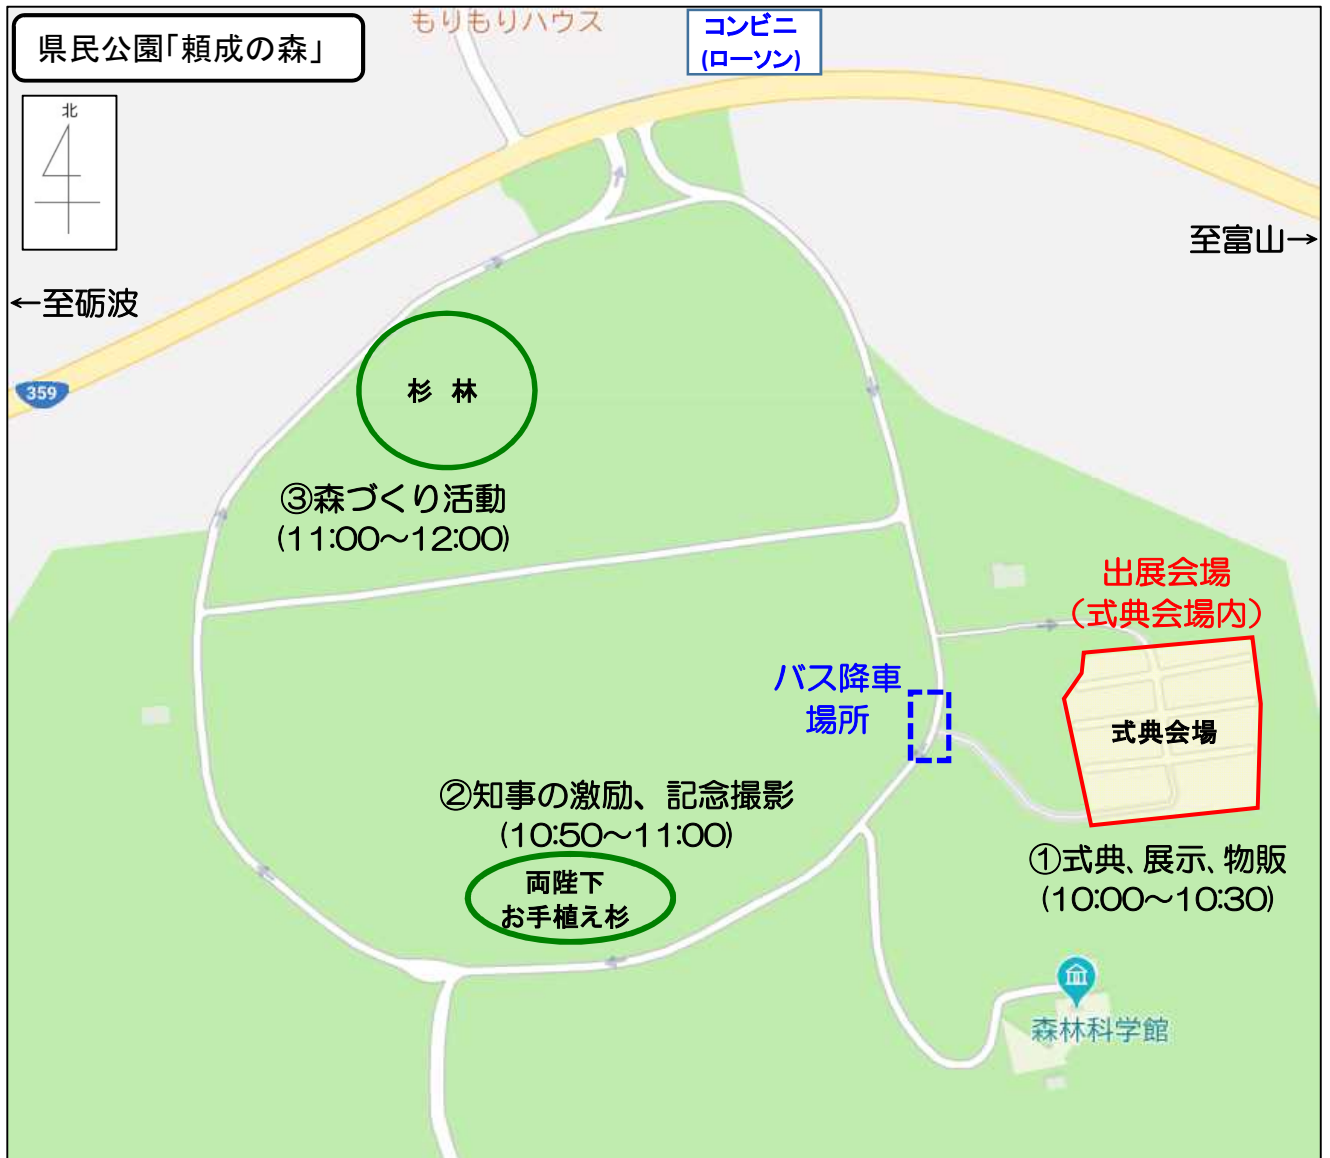 もりもりハウス
コンビニ
(ローソン)
県民公園「頼成の森」
北
至富山→
←至砺波
359
杉 林
③森づくり活動
(11:00～12:00)
出展会場
（式典会場内）
バス降車
場所
式典会場
②知事の激励、記念撮影
(10:50～11:00)
両陛下
お手植え杉
①式典、展示、物販
(10:00～10:30)
森林科学館